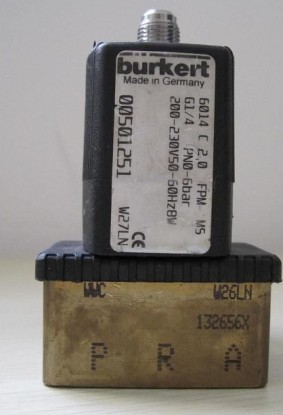 burkert
Made in Germany
00501251
6014 C 2,0 FPM MS
G1/4 PN0-6bar
200-230V50-60Hz8W
W27LN CE
WWC W26LN
132656X
P R A